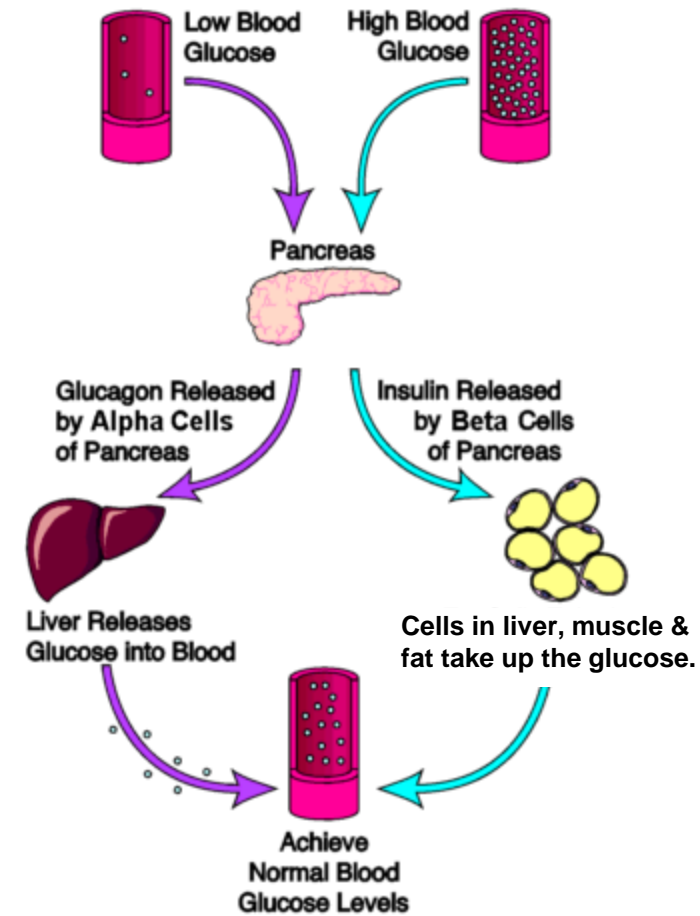 Low Blood
Glucose
High Blood
Glucose
Pancreas
Glucagon Released
by Alpha Cells
of Pancreas
Insulin Released
by Beta Cells
of Pancreas
Liver Releases
Glucose into Blood
Cells in liver, muscle &
fat take up the glucose.
Achieve
Normal Blood
Glucose Levels